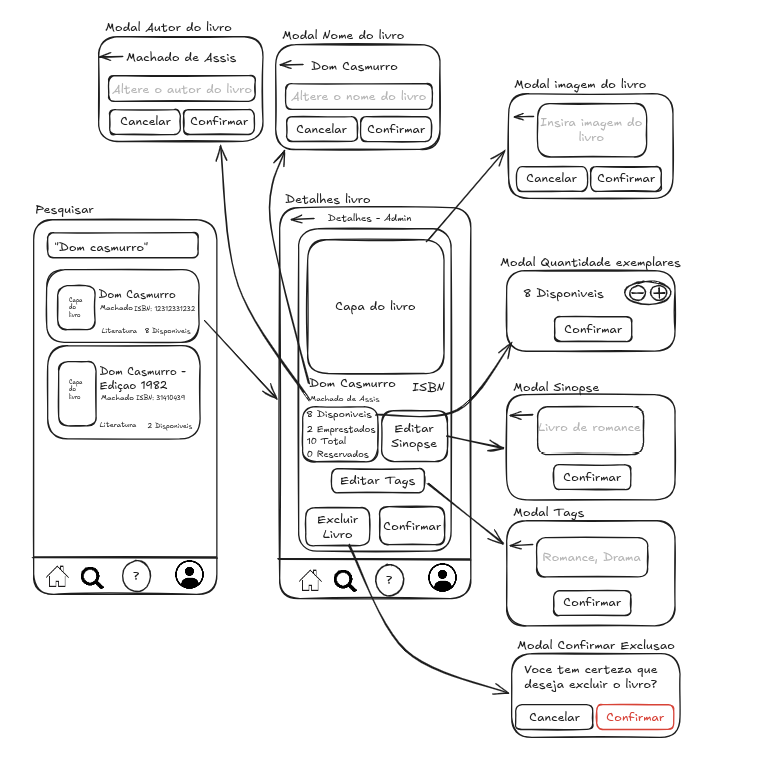 Modal Autor do livro
Machado de Assis
Altere o autor do livro
Cancelar
Confirmar
Modal Nome do livro
Dom Casmurro
Altere o nome do livro
Cancelar
Confirmar
Modal imagem do livro
Insira imagem do
livro
Cancelar
Confirmar
Pesquisar
"Dom casmurro"
Capa
do
livro
Dom Casmurro
Machado ISBN: 12312331232
Literatura 8 Disponiveis
Capa
do
livro
Dom Casmurro -
Ediçao 1982
Machado ISBN: 31410439
Literatura 2 Disponiveis
?
Detalhes livro
Detalhes - Admin
Capa do livro
Dom Casmurro
ISBN
Machado de Assis
8 Disponiveis
2 Emprestados
10 Total
0 Reservados
Editar
Sinopse
Editar Tags
Excluir
Livro
Confirmar
?
Modal Quantidade exemplares
8 Disponiveis
Confirmar
Modal Sinopse
Livro de romance
Confirmar
Modal Tags
Romance, Drama
Confirmar
Modal Confirmar Exclusao
Voce tem certeza que
deseja excluir o livro?
Cancelar
Confirmar